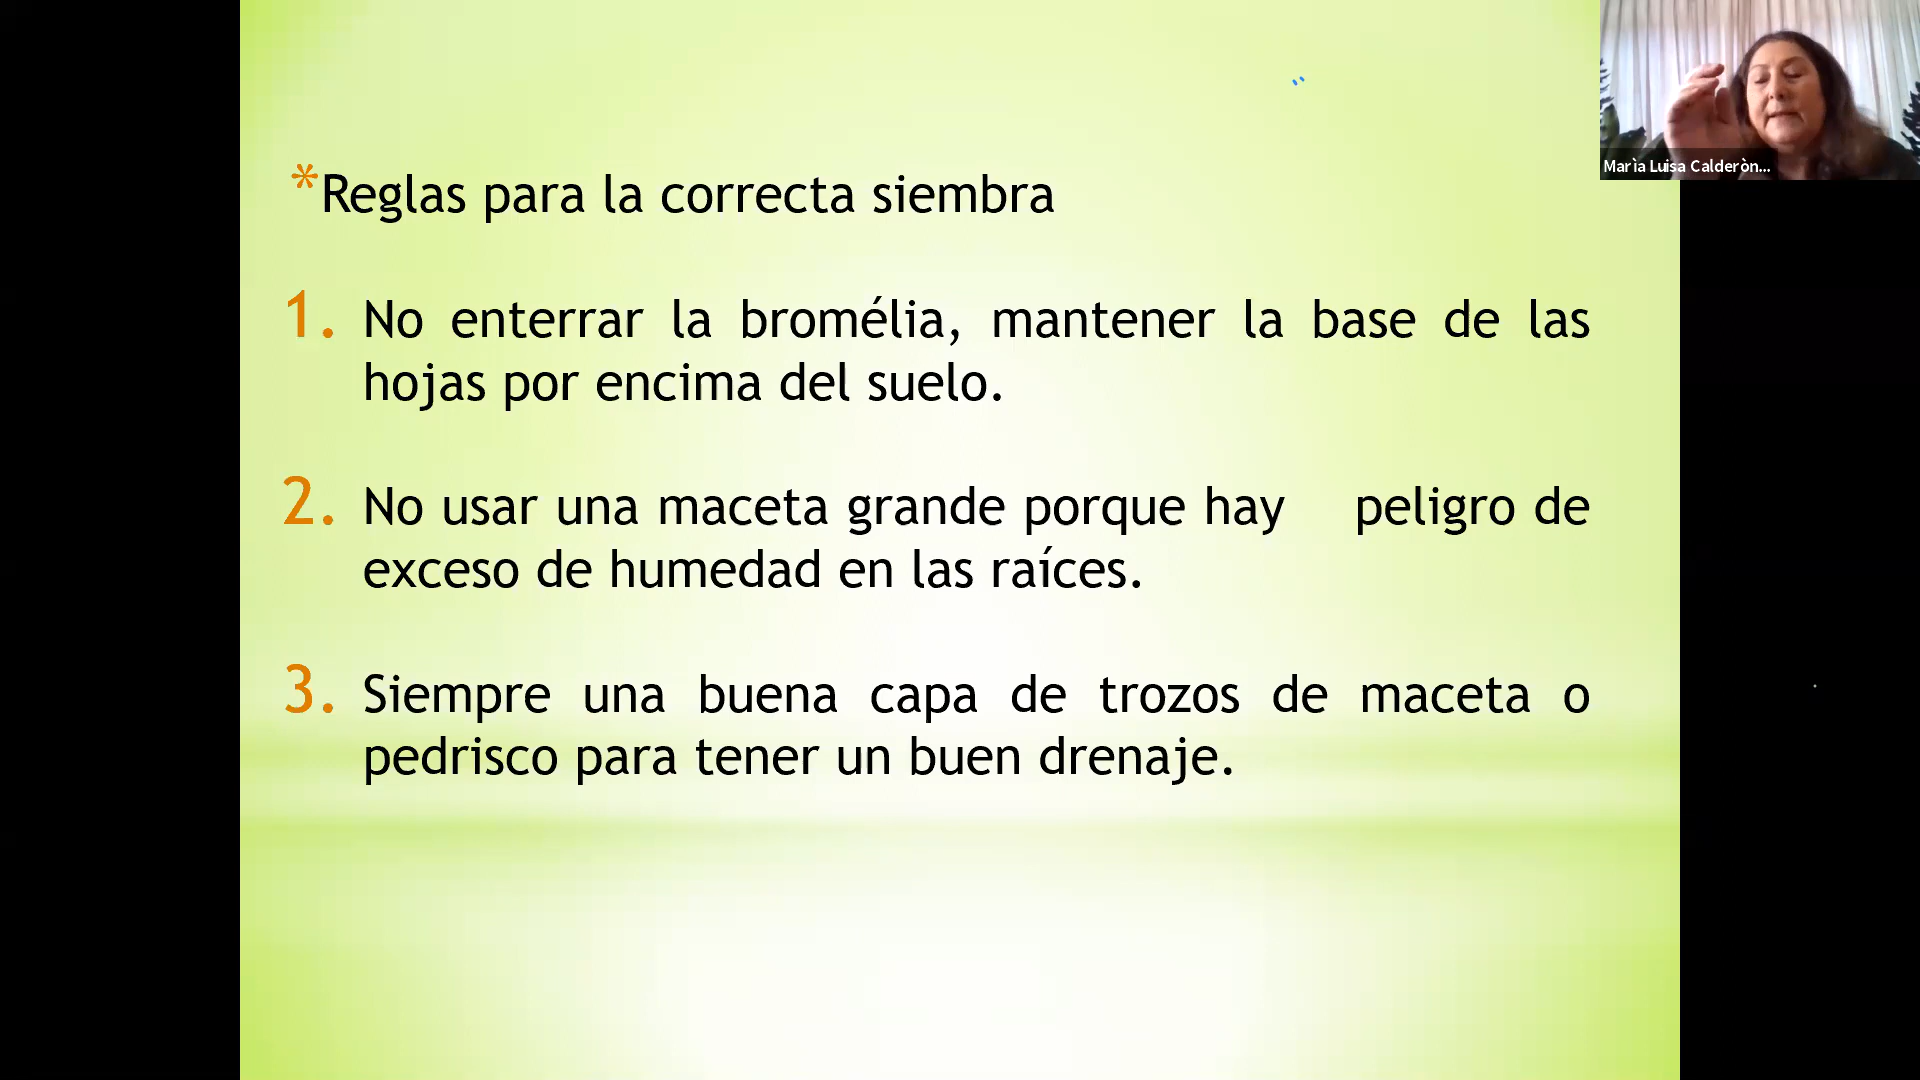 Marìa Luisa Calderòn...
*Reglas para la correcta siembra
1. No enterrar la bromélia, mantener la base de las
hojas por encima del suelo.
2. No usar una maceta grande porque hay peligro de
exceso de humedad en las raíces.
3. Siempre una buena capa de trozos de maceta o
pedrisco para tener un buen drenaje.